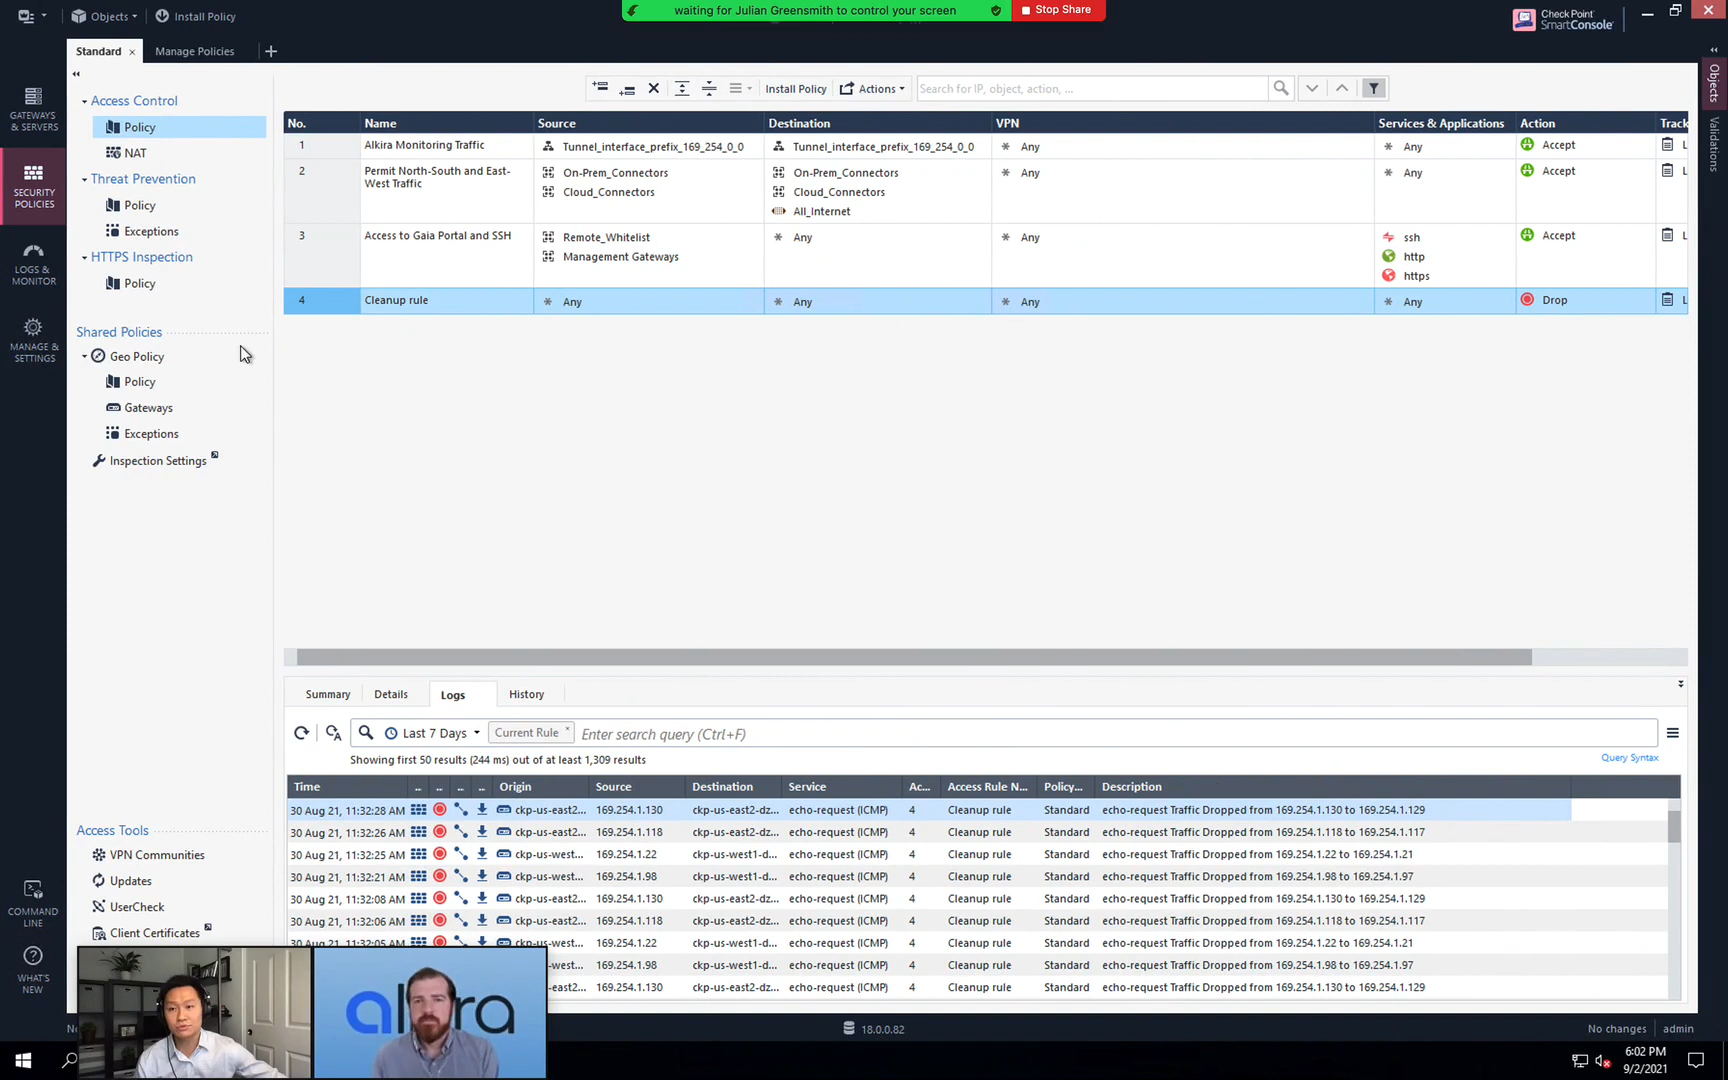 Objects
Install Policy
waiting for Julian Greensmith to control your screen
Stop Share
Check Point
SmartConsole
Standard
Manage Policies
Objects
Validations
GATEWAYS
& SERVERS
SECURITY
POLICIES
LOGS &
MONITOR
MANAGE &
SETTINGS
COMMAND
LINE
WHAT'S
NEW
Access Control
Policy
NAT
Threat Prevention
Policy
Exceptions
HTTPS Inspection
Policy
Shared Policies
Geo Policy
Policy
Gateways
Exceptions
Inspection Settings
Access Tools
VPN Communities
Updates
UserCheck
Client Certificates
Install Policy
Actions
Search for IP, object, action, ...
No. Name Source Destination VPN Services & Applications Action Track
1 Alkira Monitoring Traffic Tunnel_interface_prefix_169_254_0_0 Tunnel_interface_prefix_169_254_0_0 * Any * Any Accept L
2 Permit North-South and East- On-Prem_Connectors On-Prem_Connectors * Any * Any Accept L
West Traffic Cloud_Connectors Cloud_Connectors
All_Internet
3 Access to Gaia Portal and SSH Remote_Whitelist * Any * Any ssh Accept L
Management Gateways http
https
4 Cleanup rule * Any * Any * Any * Any Drop L
Summary Details Logs History
Last 7 Days Current Rule × Enter search query (Ctrl+F)
Showing first 50 results (244 ms) out of at least 1,309 results
Query Syntax
Time .. .. .. .. Origin Source Destination Service Ac... Access Rule N... Policy... Description
30 Aug 21, 11:32:28 AM ckp-us-east2... 169.254.1.130 ckp-us-east2-dz... echo-request (ICMP) 4 Cleanup rule Standard echo-request Traffic Dropped from 169.254.1.130 to 169.254.1.129
30 Aug 21, 11:32:26 AM ckp-us-east2... 169.254.1.118 ckp-us-east2-dz... echo-request (ICMP) 4 Cleanup rule Standard echo-request Traffic Dropped from 169.254.1.118 to 169.254.1.117
30 Aug 21, 11:32:25 AM ckp-us-west... 169.254.1.22 ckp-us-west1-d... echo-request (ICMP) 4 Cleanup rule Standard echo-request Traffic Dropped from 169.254.1.22 to 169.254.1.21
30 Aug 21, 11:32:21 AM ckp-us-west... 169.254.1.98 ckp-us-west1-d... echo-request (ICMP) 4 Cleanup rule Standard echo-request Traffic Dropped from 169.254.1.98 to 169.254.1.97
30 Aug 21, 11:32:08 AM ckp-us-east2... 169.254.1.130 ckp-us-east2-dz... echo-request (ICMP) 4 Cleanup rule Standard echo-request Traffic Dropped from 169.254.1.130 to 169.254.1.129
30 Aug 21, 11:32:06 AM ckp-us-east2... 169.254.1.118 ckp-us-east2-dz... echo-request (ICMP) 4 Cleanup rule Standard echo-request Traffic Dropped from 169.254.1.118 to 169.254.1.117
30 Aug 21, 11:32:05 AM ckp-us-west... 169.254.1.22 ckp-us-west1-d... echo-request (ICMP) 4 Cleanup rule Standard echo-request Traffic Dropped from 169.254.1.22 to 169.254.1.21
-us-west... 169.254.1.98 ckp-us-west1-d... echo-request (ICMP) 4 Cleanup rule Standard echo-request Traffic Dropped from 169.254.1.98 to 169.254.1.97
-us-east2... 169.254.1.130 ckp-us-east2-dz... echo-request (ICMP) 4 Cleanup rule Standard echo-request Traffic Dropped from 169.254.1.130 to 169.254.1.129
18.0.0.82
No changes
admin
6:02 PM
9/2/2021